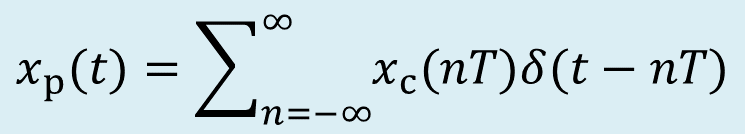 x_p(t) = ∑_{n=−∞}^{∞} x_c(nT)δ(t − nT)